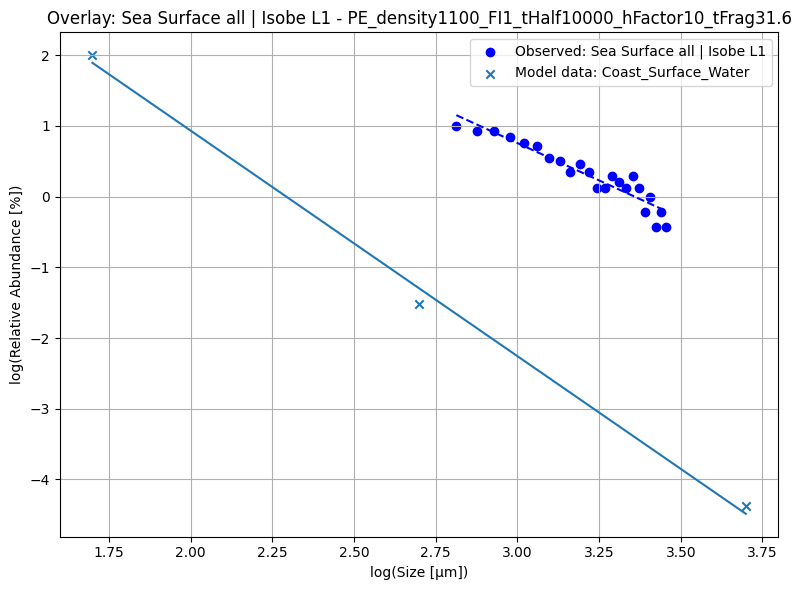 Overlay: Sea Surface all | Isobe L1 - PE_density1100_FI1_tHalf10000_hFactor10_tFrag31.6
Observed: Sea Surface all | Isobe L1
Model data: Coast_Surface_Water
log(Relative Abundance [%])
2
1
0
−1
−2
−3
−4
1.75 2.00 2.25 2.50 2.75 3.00 3.25 3.50 3.75
log(Size [μm])